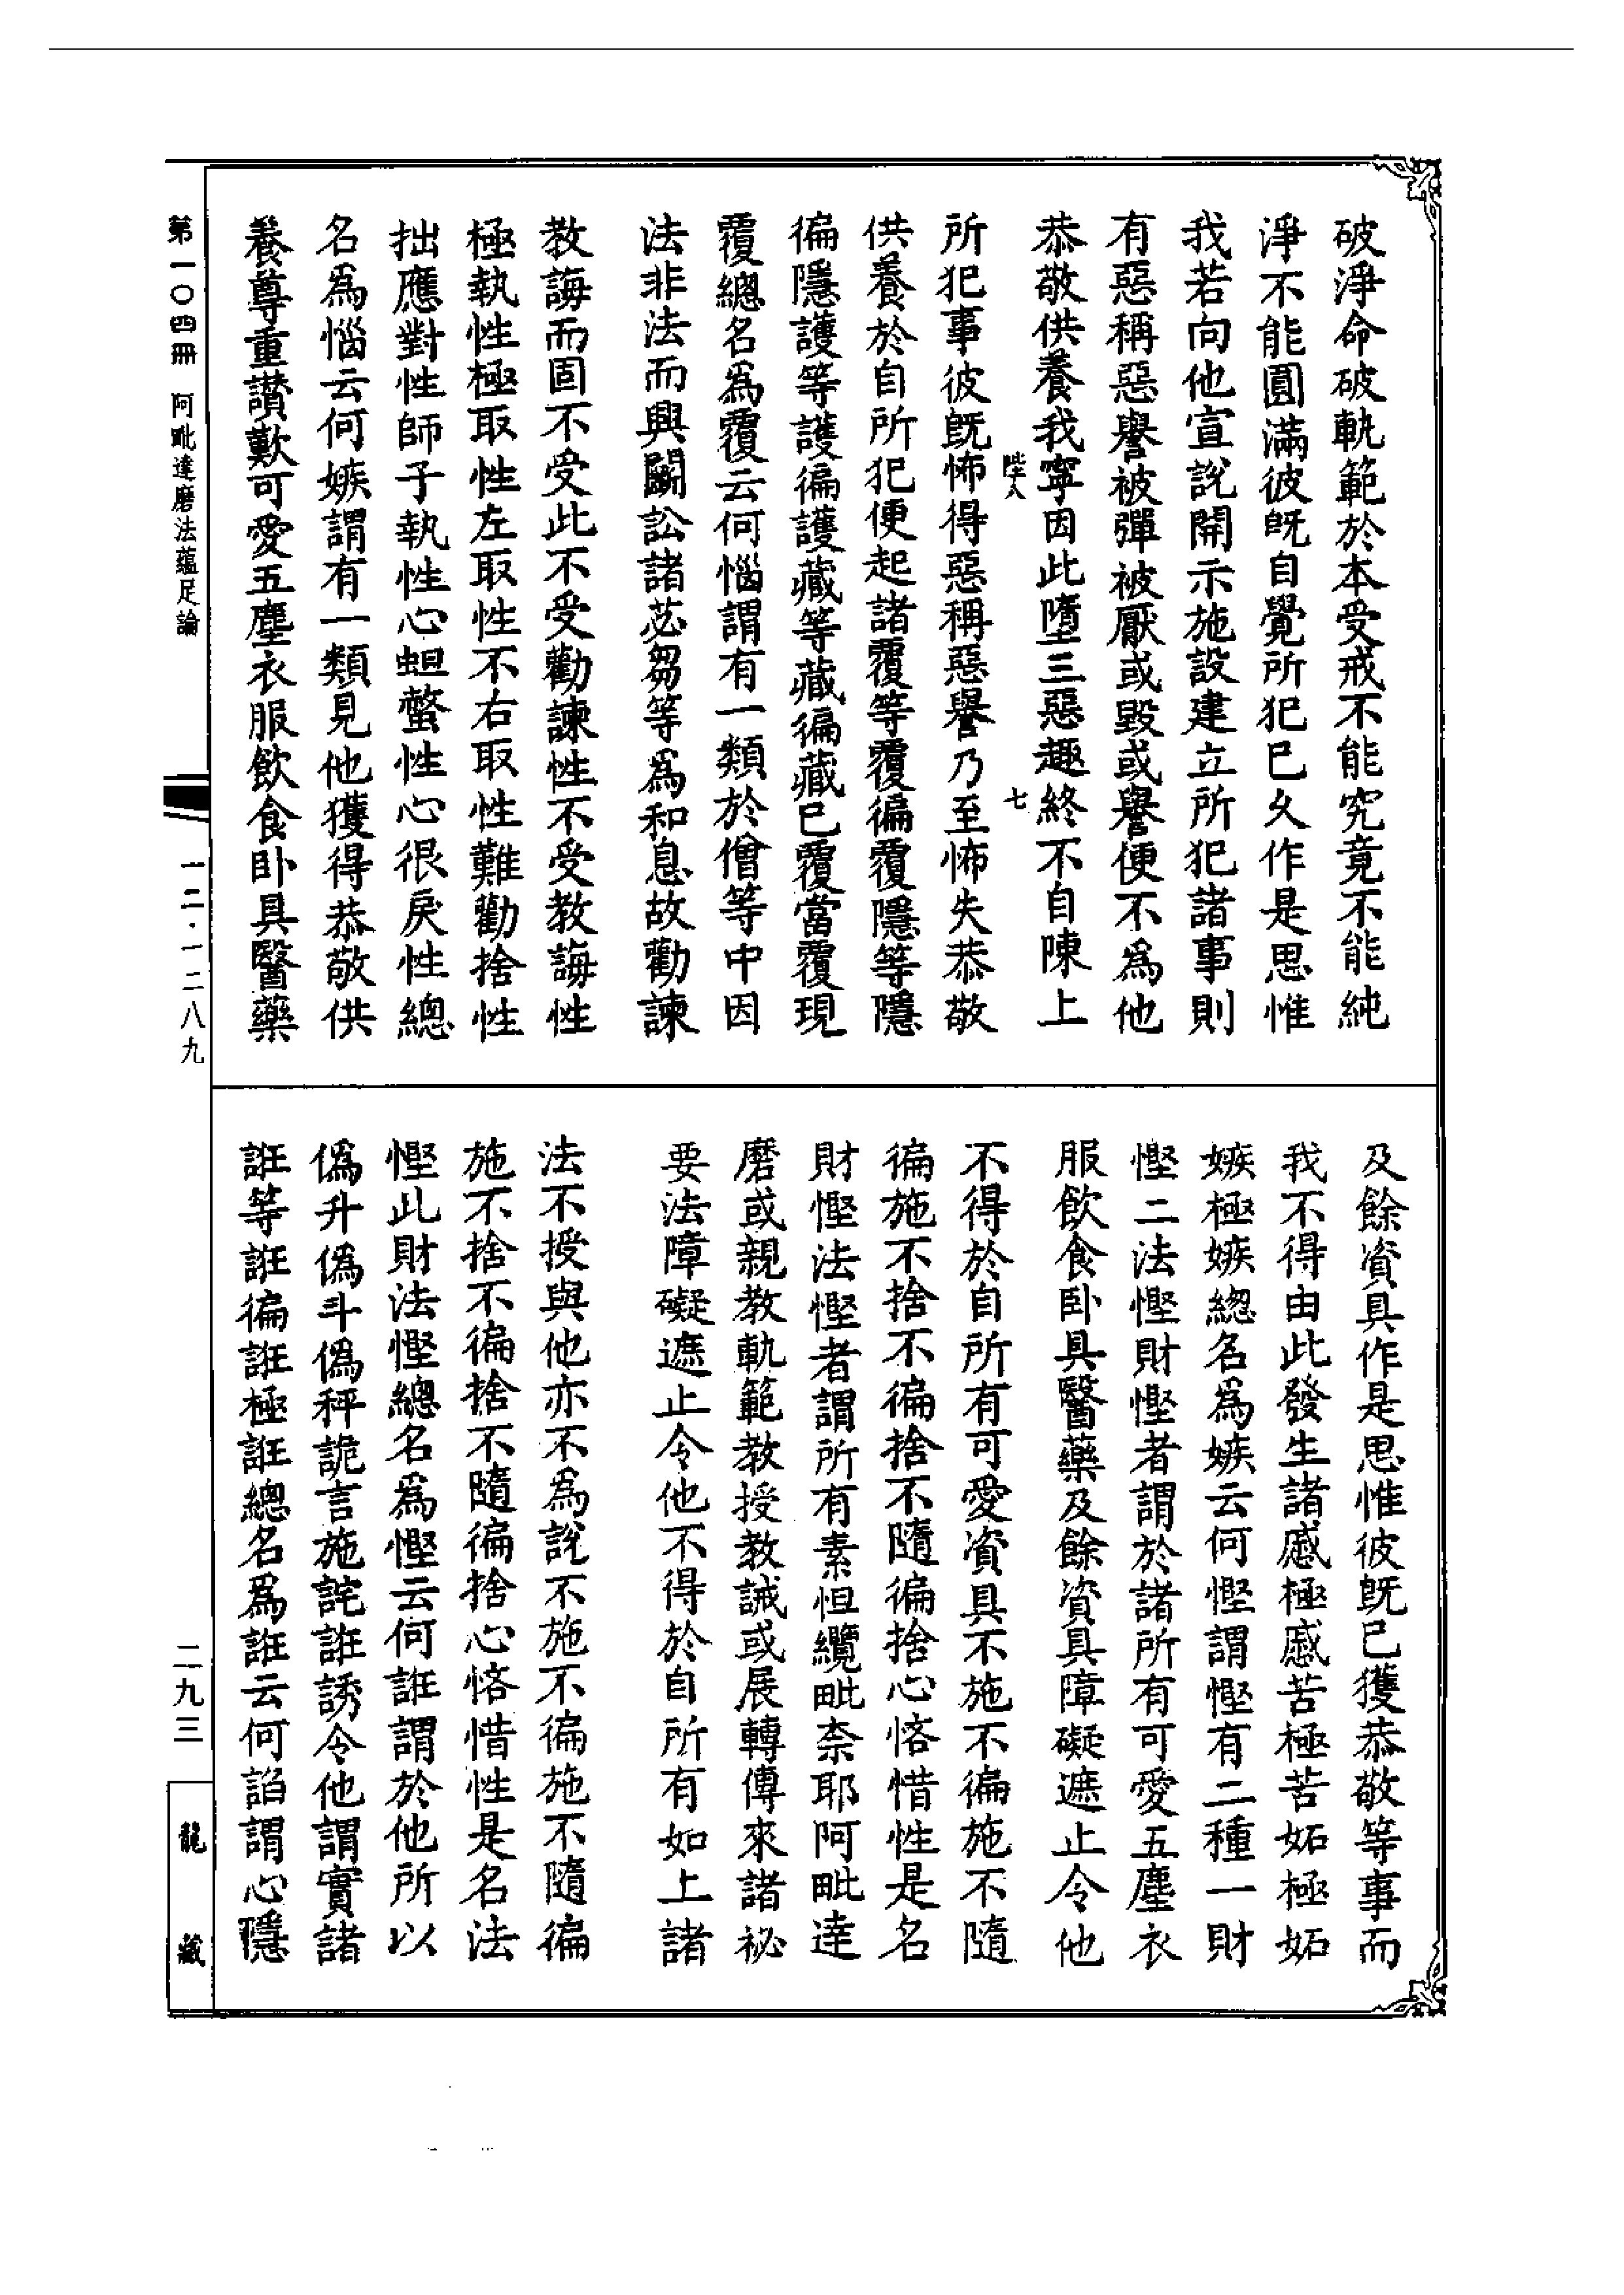 破淨命破軌範於本受戒不能究竟不能純
淨不能圓滿彼既自覺所犯已久作是思惟
我若向他宣說開示施設建立所犯諸事則
有惡稱惡譽被彈被厭或毀或譽便不為他
恭敬供養我寧因此墮三惡趣終不自陳上
陛八 七
所犯事彼既怖得惡稱惡譽乃至怖失恭敬
供養於自所犯便起諸覆等覆徧覆隱等隱
徧隱護等護徧護藏等藏徧藏已覆當覆現
覆總名為覆云何惱謂有一類於僧等中因
法非法而興鬬訟諸苾芻等為和息故勸諫
教誨而固不受此不受勸諫性不受教誨性
極執性極取性左取性不右取性難勸捨性
拙應對性師子執性心蛆螫性心很戾性總
名為惱云何嫉謂有一類見他獲得恭敬供
養尊重讚歎可愛五塵衣服飲食卧具醫藥
及餘資具作是思惟彼既已獲恭敬等事而
我不得由此發生諸慼極慼苦極苦妬極妬
嫉極嫉總名為嫉云何慳謂慳有二種一財
慳二法慳財慳者謂於諸所有可愛五塵衣
服飲食卧具醫藥及餘資具障礙遮止令他
不得於自所有可愛資具不施不徧施不隨
徧施不捨不徧捨不隨徧捨心悋惜性是名
財慳法慳者謂所有素怛纜毗奈耶阿毗達
磨或親教軌範教授教誡或展轉傳來諸祕
要法障礙遮止令他不得於自所有如上諸
法不授與他亦不為說不施不徧施不隨徧
施不捨不徧捨不隨徧捨心悋惜性是名法
慳此財法慳總名為慳云何誑謂於他所以
偽升偽斗偽秤詭言施詫誑誘令他謂實諸
誑等誑徧誑極誑總名為誑云何諂謂心隱
第一〇四冊 阿毗達磨法蘊足論
一二·一二八九
二九三
龍藏